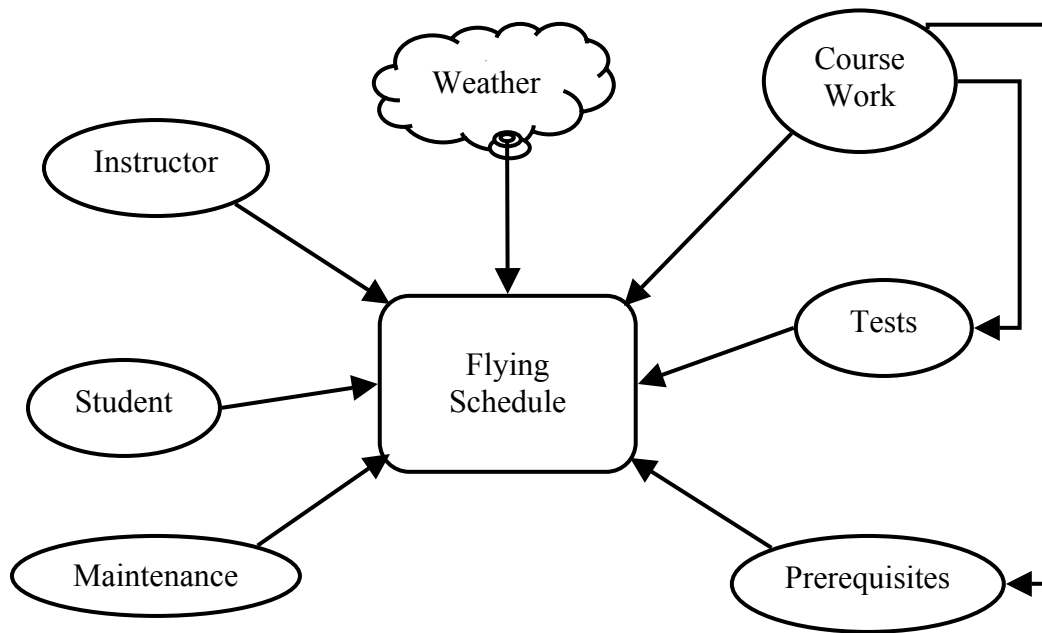 Weather
Course
Work
Instructor
Tests
Flying
Schedule
Student
Maintenance
Prerequisites